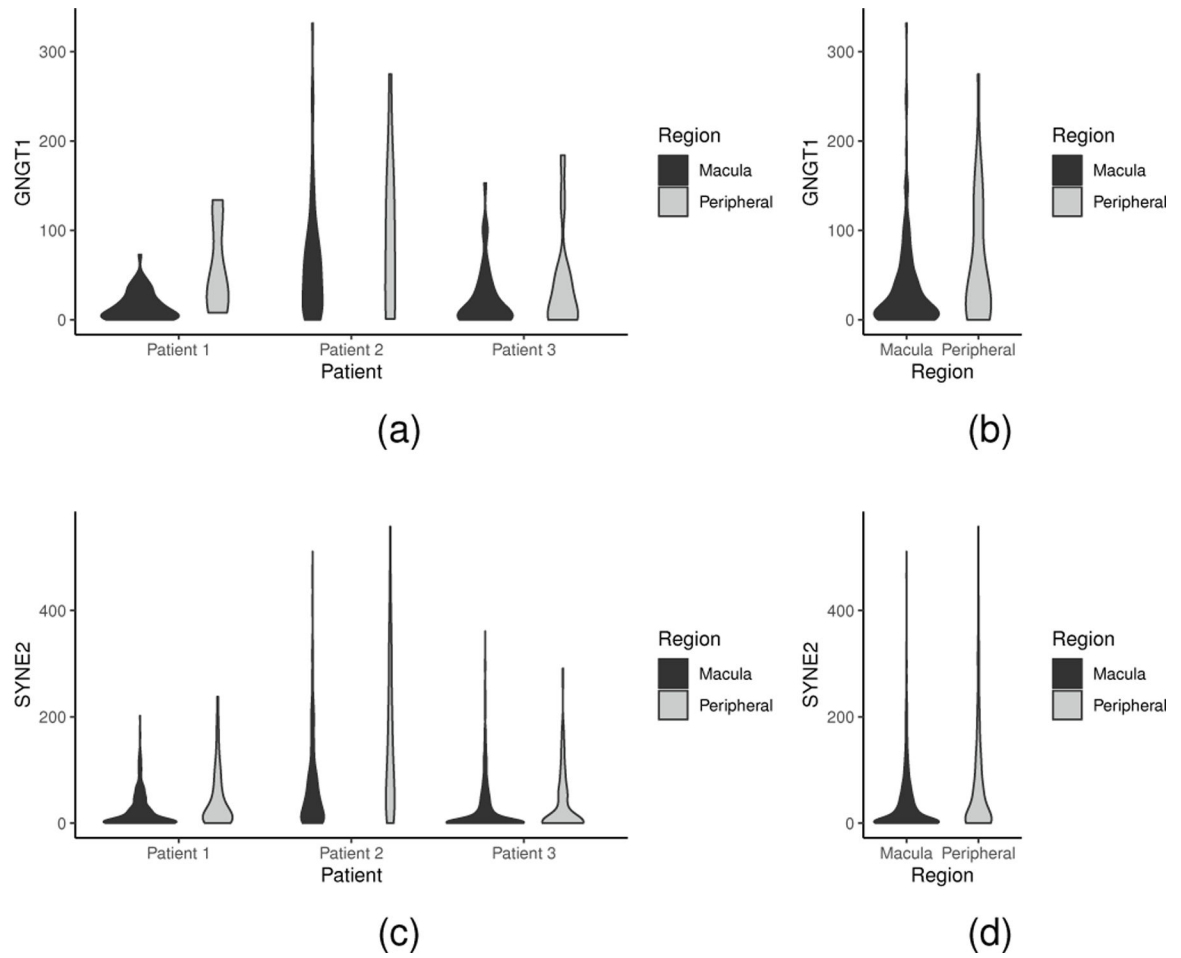 300
200
100
0
GNGT1
Patient 1
Patient 2
Patient 3
Patient
Region
Macula
Peripheral
(a)
300
200
100
0
GNGT1
Macula Peripheral
Region
Region
Macula
Peripheral
(b)
400
200
0
SYNE2
Patient 1
Patient 2
Patient 3
Patient
Region
Macula
Peripheral
(c)
400
200
0
SYNE2
Macula Peripheral
Region
Region
Macula
Peripheral
(d)